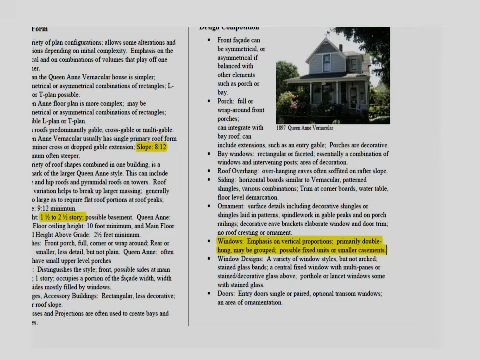 Form
iety of plan configurations; allows some alterations and
sions depending on initial complexity. Emphasis on the
cal and on combinations of volumes that play off one
her.
an the Queen Anne Vernacular house is simpler;
metrical or asymmetrical combinations of rectangles; L-
or T-plan possible.
n Anne floor plan is more complex; may be
metrical or asymmetrical combinations of rectangles;
ible L-plan or T-plan.
roofs predominantly gable; cross-gable or multi-gable.
n Anne Vernacular usually has single primary roof form
minor cross or dropped gable extension; Slope: 8:12
mum often steeper.
riety of roof shapes combined in one building, is a
ark of the larger Queen Anne style. This can include
and hip roofs and pyramidal roofs on towers. Roof
variation helps to break up larger massing; generally
o large as to require flat roof portions at roof peaks;
e: 9:12 minimum.
ht: 1 ½ to 2 ½ story; possible basement. Queen Anne:
Floor ceiling height: 10 foot minimum, and Main Floor
l Height Above Grade: 2½ feet minimum.
hes: Front porch, full, corner or wrap around; Rear or
smaller, less detail, but not plain. Queen Anne: often
have small upper level porches
: Distinguishes the style; front, possible sides at main
; 1 story; occupies a portion of the façade width, width
ides mostly filled by windows.
ges, Accessory Buildings: Rectangular, less decorative;
r roof slope.
sses and Projections are often used to create bays and
es.
Design Composition
• Front façade can
be symmetrical, or
asymmetrical if
balanced with
other elements
such as porch or
bay.
• Porch: full or
wrap-around front
porches;
can integrate with
bay roof; can
include extensions, such as an entry gable; Porches are decorative.
1897 Queen Anne Vernacular
• Bay windows: rectangular or faceted; essentially a combination of
windows and intervening posts; area of decoration.
• Roof Overhang: over-hanging eaves often soffited on rafter slope.
• Siding: horizontal boards similar to Vernacular; patterned
shingles, various combinations; Trim at corner boards, water table,
floor level demarcation.
• Ornament: surface details including decorative shingles or
shingles laid in patterns, spindlework on gable peaks and on porch
railings; decorative eave brackets elaborate window and door trim;
no roof cresting or ornament.
• Windows: Emphasis on vertical proportions; primarily double-
hung, may be grouped; possible fixed units or smaller casements.
• Window Designs: A variety of window styles, but not arched,
stained glass bands; a central fixed window with multi-panes or
stained/decorative glass above; porthole or lancet windows some
with stained glass.
• Doors: Entry doors single or paired, optional transom windows;
an area of ornamentation.